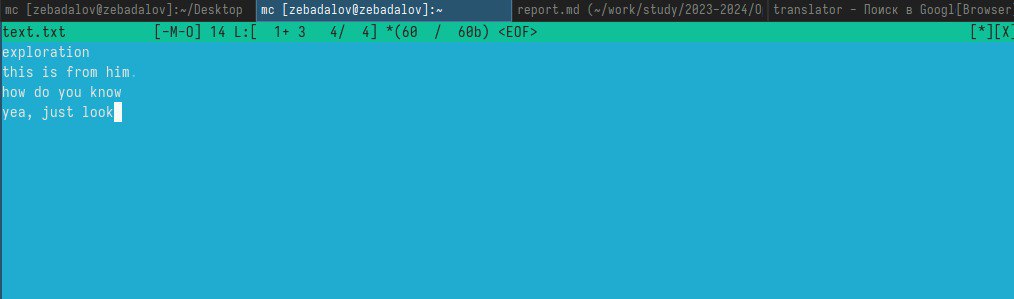 mc [zebadalov@zebadalov]:~/Desktop mc [zebadalov@zebadalov]:~ report.md (~/work/study/2023-2024/О translator - Поиск в Googl[Browser]
text.txt [-M-O] 14 L:[ 1+ 3 4/ 4] *(60 / 60b) <EOF> [*][X]
exploration
this is from him.
how do you know
yea, just look